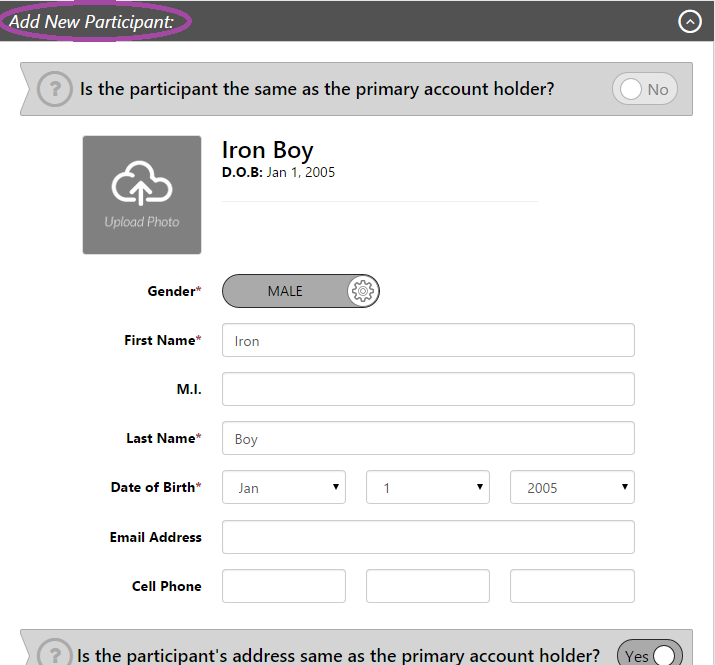 Add New Participant:
? Is the participant the same as the primary account holder? No
Iron Boy
D.O.B: Jan 1, 2005
Upload Photo
Gender* MALE
First Name* Iron
M.I.
Last Name* Boy
Date of Birth* Jan 1 2005
Email Address
Cell Phone
? Is the participant's address same as the primary account holder? Yes